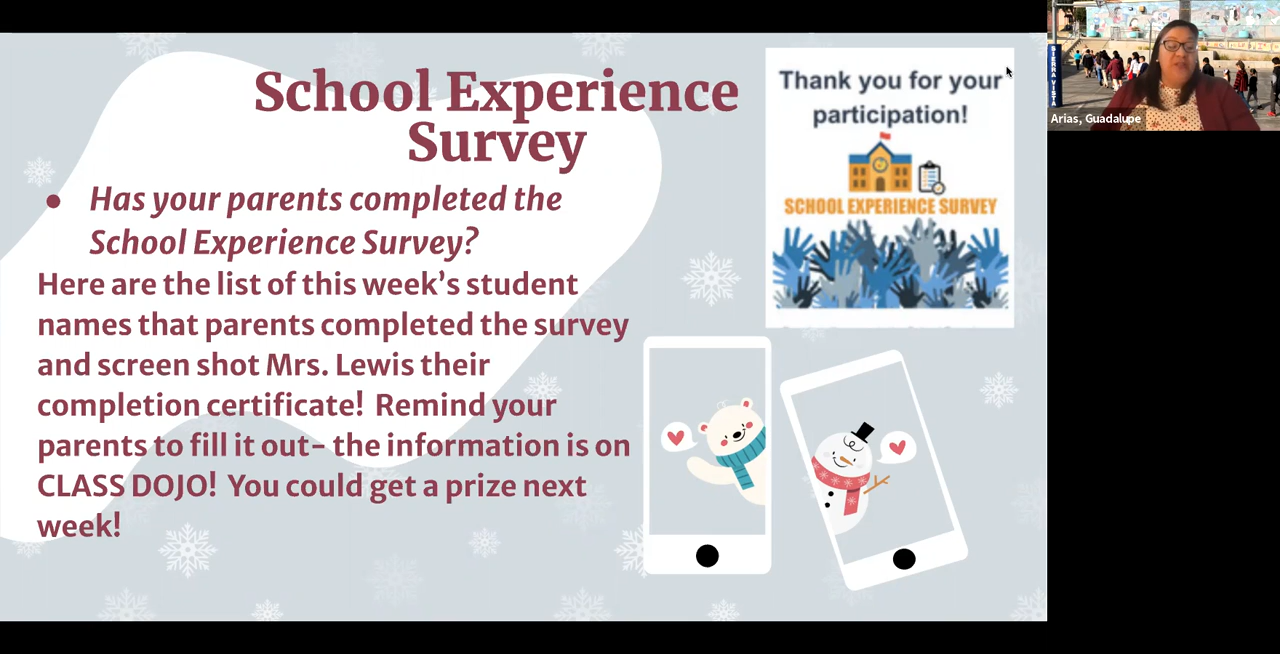 School Experience
Survey
● Has your parents completed the
School Experience Survey?
Here are the list of this week's student
names that parents completed the survey
and screen shot Mrs. Lewis their
completion certificate! Remind your
parents to fill it out- the information is on
CLASS DOJO! You could get a prize next
week!
Thank you for your
participation!
SCHOOL EXPERIENCE SURVEY
SIERRA VISTA
Arias, Guadalupe